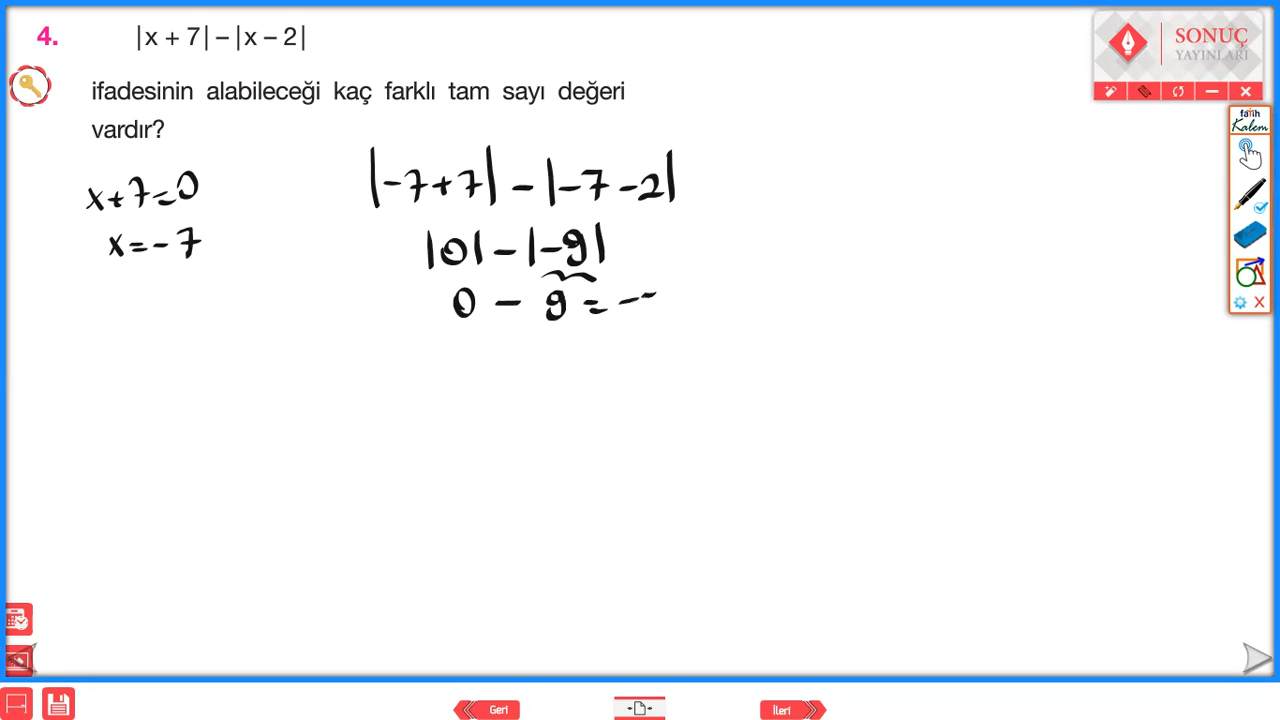 4. |x + 7| – |x – 2|
ifadesinin alabileceği kaç farklı tam sayı değeri
vardır?
x+7=0
x=-7
|-7+7| - |-7-2|
|0| - |-9|
0 - 9 = --
SONUÇ
YAYINLARI
fatih
Kalem
Geri
İleri